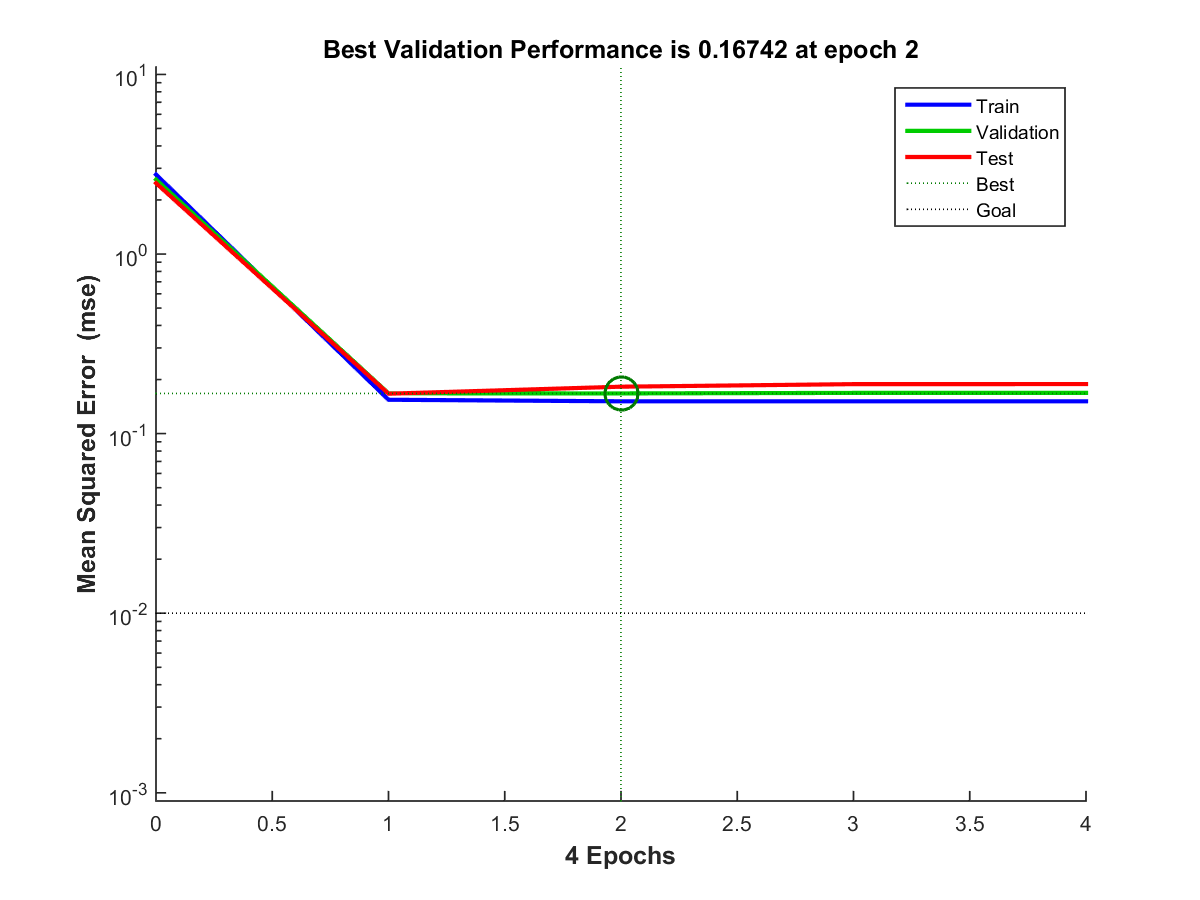 Best Validation Performance is 0.16742 at epoch 2
Mean Squared Error (mse)
10^1
10^0
10^-1
10^-2
10^-3
Train
Validation
Test
Best
Goal
0 0.5 1 1.5 2 2.5 3 3.5 4
4 Epochs